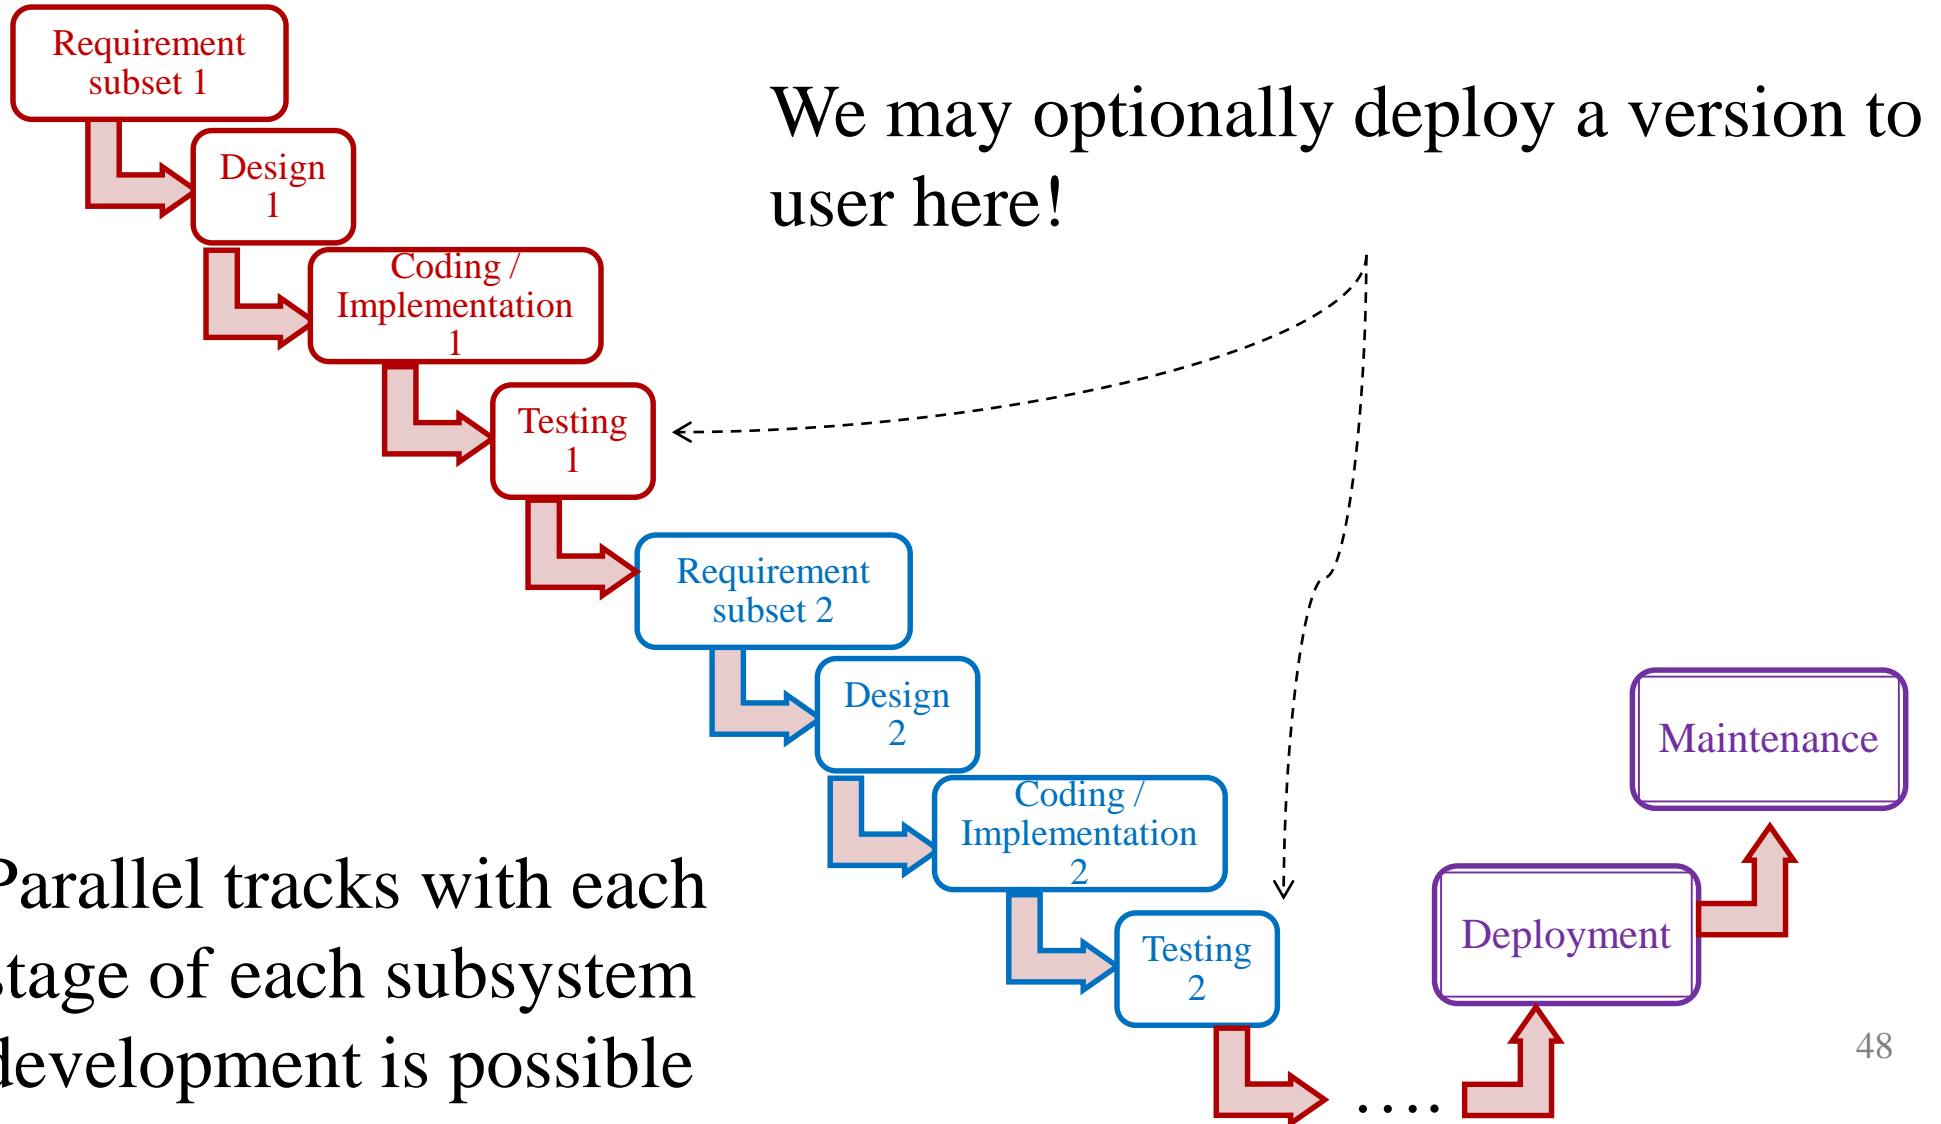 Requirement
subset 1
Design
1
Coding /
Implementation
1
Testing
1
We may optionally deploy a version to
user here!
Requirement
subset 2
Design
2
Coding /
Implementation
2
Testing
2
....
Deployment
Maintenance
Parallel tracks with each
stage of each subsystem
development is possible
48